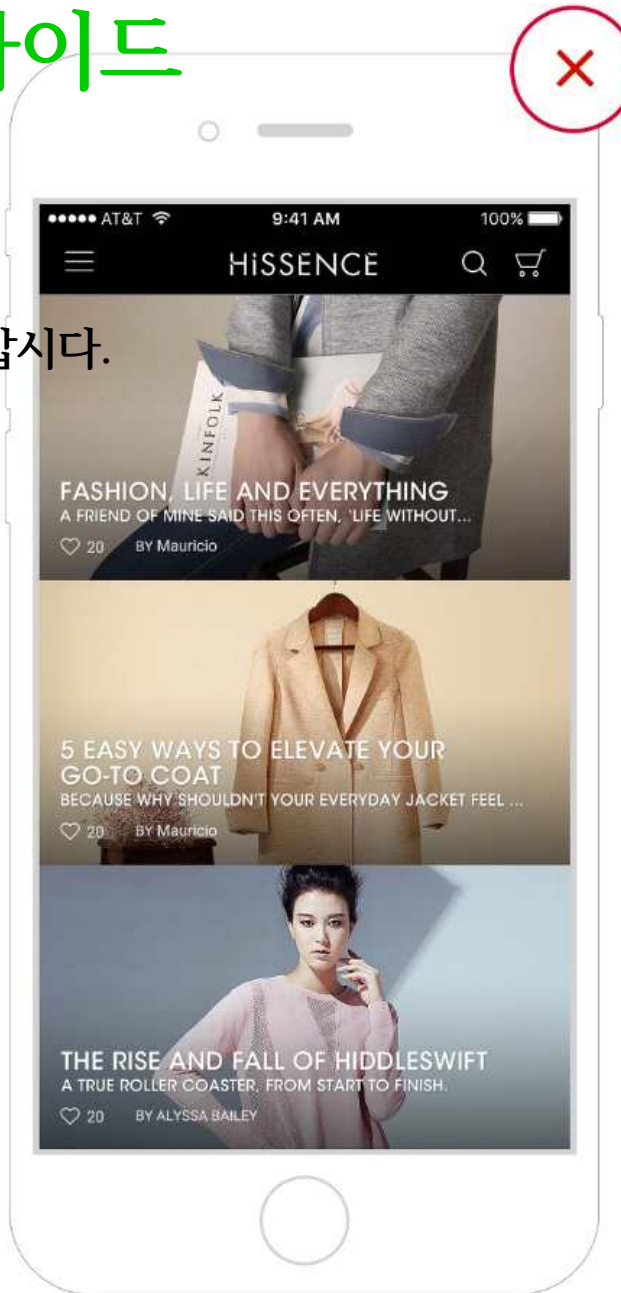 이드
AT&T 9:41 AM 100%
HiSSENCE
시다.
KINFOLK
FASHION, LIFE AND EVERYTHING
A FRIEND OF MINE SAID THIS OFTEN, 'LIFE WITHOUT...
20 BY Mauricio
5 EASY WAYS TO ELEVATE YOUR
GO-TO COAT
BECAUSE WHY SHOULDN'T YOUR EVERYDAY JACKET FEEL ...
20 BY Mauricio
THE RISE AND FALL OF HIDDLESWIFT
A TRUE ROLLER COASTER, FROM START TO FINISH.
20 BY ALYSSA BAILEY